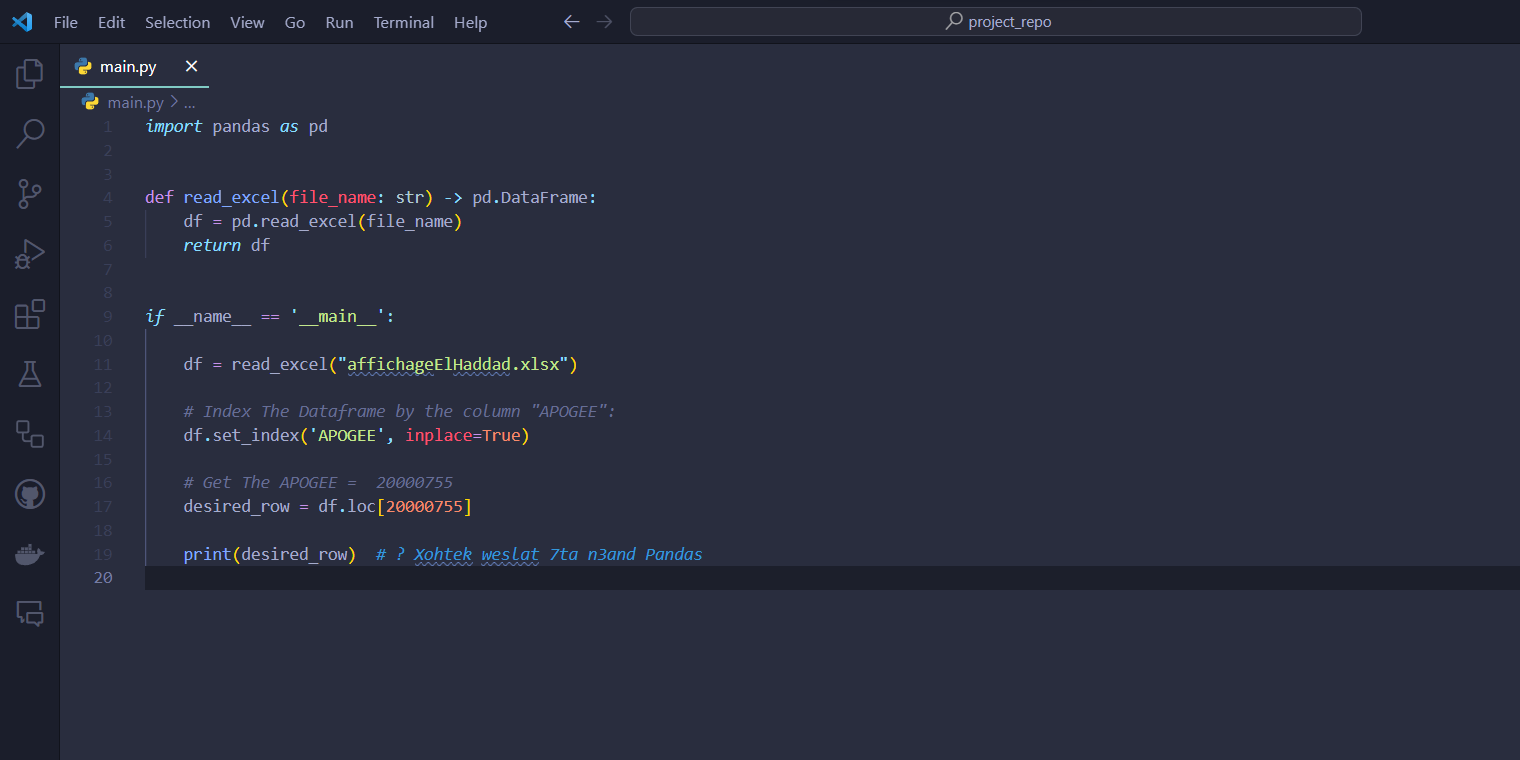 File Edit Selection View Go Run Terminal Help project_repo
main.py
main.py > ...
1 import pandas as pd
2
3
4 def read_excel(file_name: str) -> pd.DataFrame:
5     df = pd.read_excel(file_name)
6     return df
7
8
9 if __name__ == '__main__':
10
11     df = read_excel("affichageElHaddad.xlsx")
12
13     # Index The Dataframe by the column "APOGEE":
14     df.set_index('APOGEE', inplace=True)
15
16     # Get The APOGEE =  20000755
17     desired_row = df.loc[20000755]
18
19     print(desired_row)  # ? Xohtek weslat 7ta n3and Pandas
20